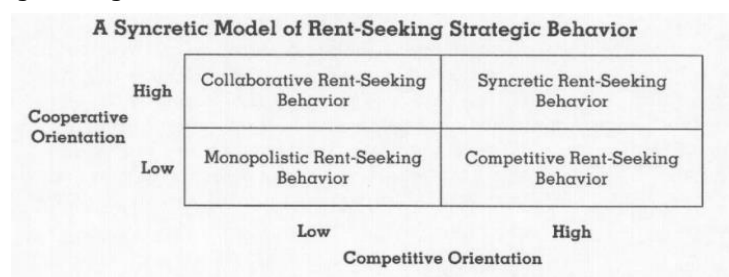 A Syncretic Model of Rent-Seeking Strategic Behavior
High
Collaborative Rent-Seeking
Behavior
Syncretic Rent-Seeking
Behavior
Cooperative
Orientation
Low
Monopolistic Rent-Seeking
Behavior
Competitive Rent-Seeking
Behavior
Low
High
Competitive Orientation